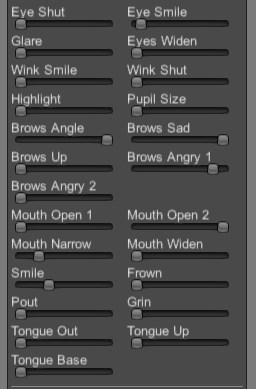 Eye Shut Eye Smile
Glare Eyes Widen
Wink Smile Wink Shut
Highlight Pupil Size
Brows Angle Brows Sad
Brows Up Brows Angry 1
Brows Angry 2
Mouth Open 1 Mouth Open 2
Mouth Narrow Mouth Widen
Smile Frown
Pout Grin
Tongue Out Tongue Up
Tongue Base